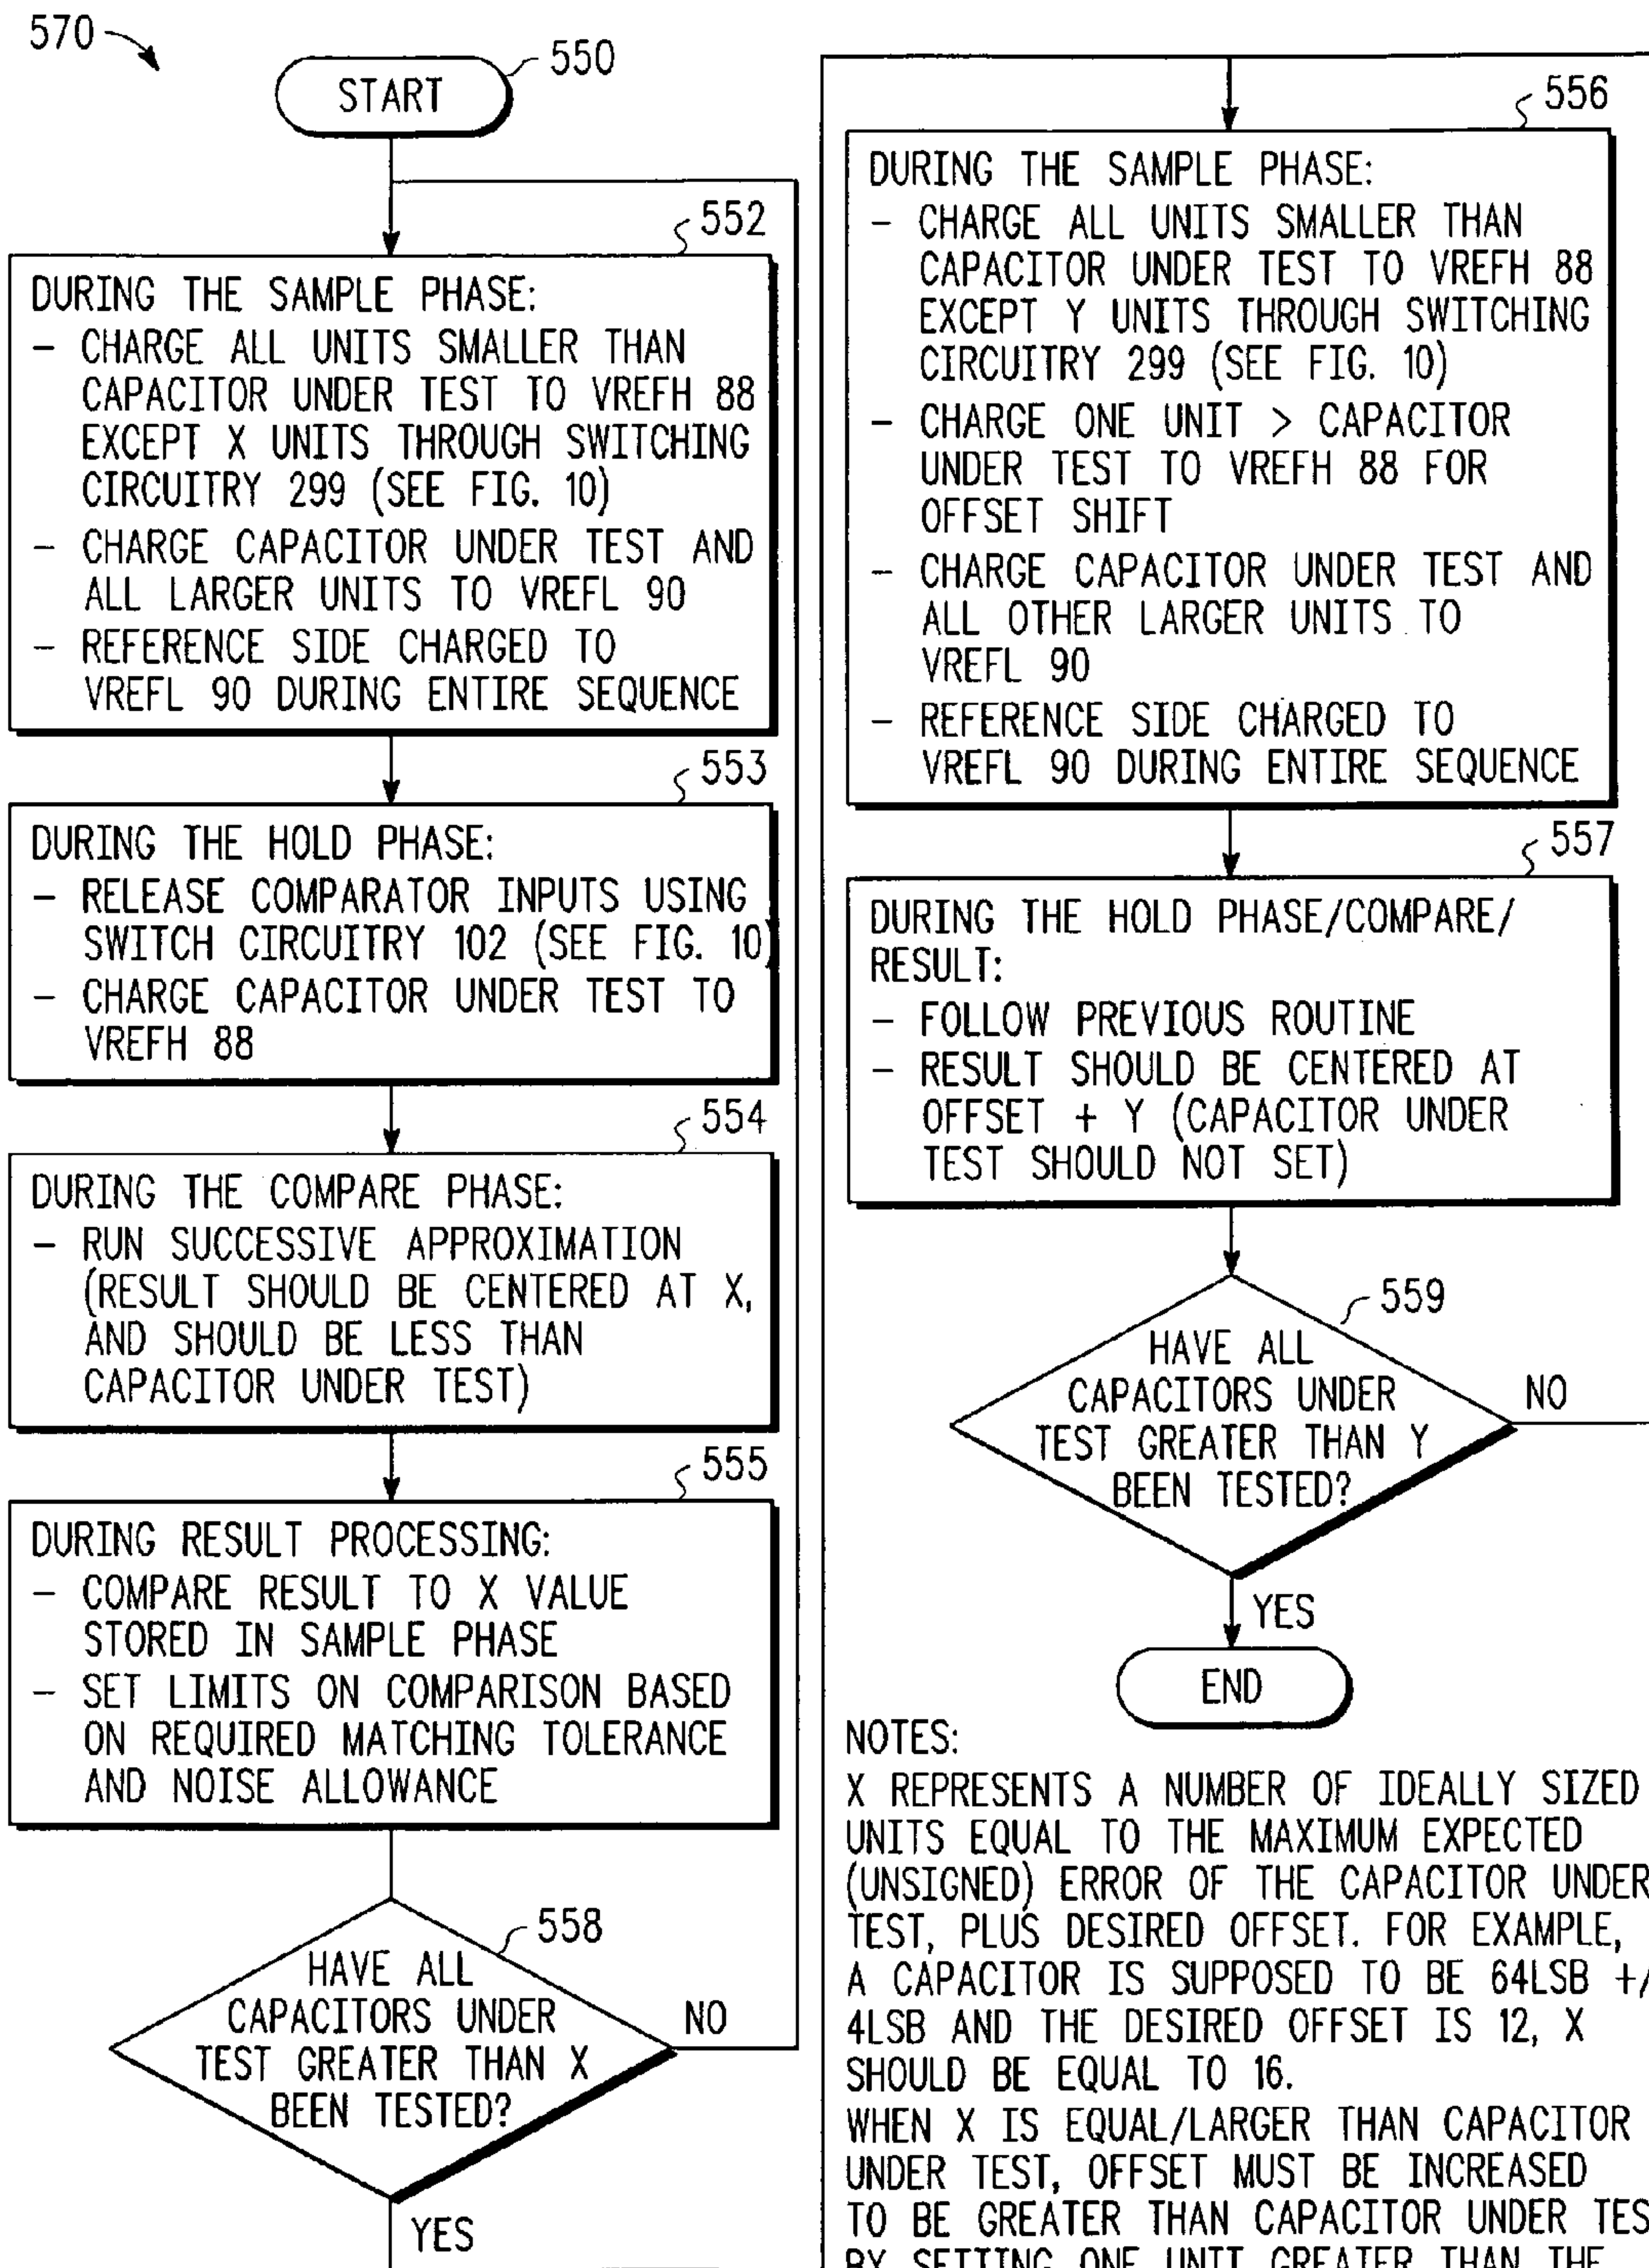 570
START
550
552
DURING THE SAMPLE PHASE:
- CHARGE ALL UNITS SMALLER THAN
CAPACITOR UNDER TEST TO VREFH 88
EXCEPT X UNITS THROUGH SWITCHING
CIRCUITRY 299 (SEE FIG. 10)
- CHARGE CAPACITOR UNDER TEST AND
ALL LARGER UNITS TO VREFL 90
- REFERENCE SIDE CHARGED TO
VREFL 90 DURING ENTIRE SEQUENCE
553
DURING THE HOLD PHASE:
- RELEASE COMPARATOR INPUTS USING
SWITCH CIRCUITRY 102 (SEE FIG. 10)
- CHARGE CAPACITOR UNDER TEST TO
VREFH 88
554
DURING THE COMPARE PHASE:
- RUN SUCCESSIVE APPROXIMATION
(RESULT SHOULD BE CENTERED AT X,
AND SHOULD BE LESS THAN
CAPACITOR UNDER TEST)
555
DURING RESULT PROCESSING:
- COMPARE RESULT TO X VALUE
STORED IN SAMPLE PHASE
- SET LIMITS ON COMPARISON BASED
ON REQUIRED MATCHING TOLERANCE
AND NOISE ALLOWANCE
558
HAVE ALL
CAPACITORS UNDER
TEST GREATER THAN X
BEEN TESTED?
NO
YES
556
DURING THE SAMPLE PHASE:
- CHARGE ALL UNITS SMALLER THAN
CAPACITOR UNDER TEST TO VREFH 88
EXCEPT Y UNITS THROUGH SWITCHING
CIRCUITRY 299 (SEE FIG. 10)
- CHARGE ONE UNIT > CAPACITOR
UNDER TEST TO VREFH 88 FOR
OFFSET SHIFT
- CHARGE CAPACITOR UNDER TEST AND
ALL OTHER LARGER UNITS TO
VREFL 90
- REFERENCE SIDE CHARGED TO
VREFL 90 DURING ENTIRE SEQUENCE
557
DURING THE HOLD PHASE/COMPARE/
RESULT:
- FOLLOW PREVIOUS ROUTINE
- RESULT SHOULD BE CENTERED AT
OFFSET + Y (CAPACITOR UNDER
TEST SHOULD NOT SET)
559
HAVE ALL
CAPACITORS UNDER
TEST GREATER THAN Y
BEEN TESTED?
NO
YES
END
NOTES:
X REPRESENTS A NUMBER OF IDEALLY SIZED
UNITS EQUAL TO THE MAXIMUM EXPECTED
(UNSIGNED) ERROR OF THE CAPACITOR UNDER
TEST, PLUS DESIRED OFFSET. FOR EXAMPLE,
A CAPACITOR IS SUPPOSED TO BE 64LSB +/
4LSB AND THE DESIRED OFFSET IS 12, X
SHOULD BE EQUAL TO 16.
WHEN X IS EQUAL/LARGER THAN CAPACITOR
UNDER TEST, OFFSET MUST BE INCREASED
TO BE GREATER THAN CAPACITOR UNDER TES
BY SETTING ONE UNIT GREATER THAN THE